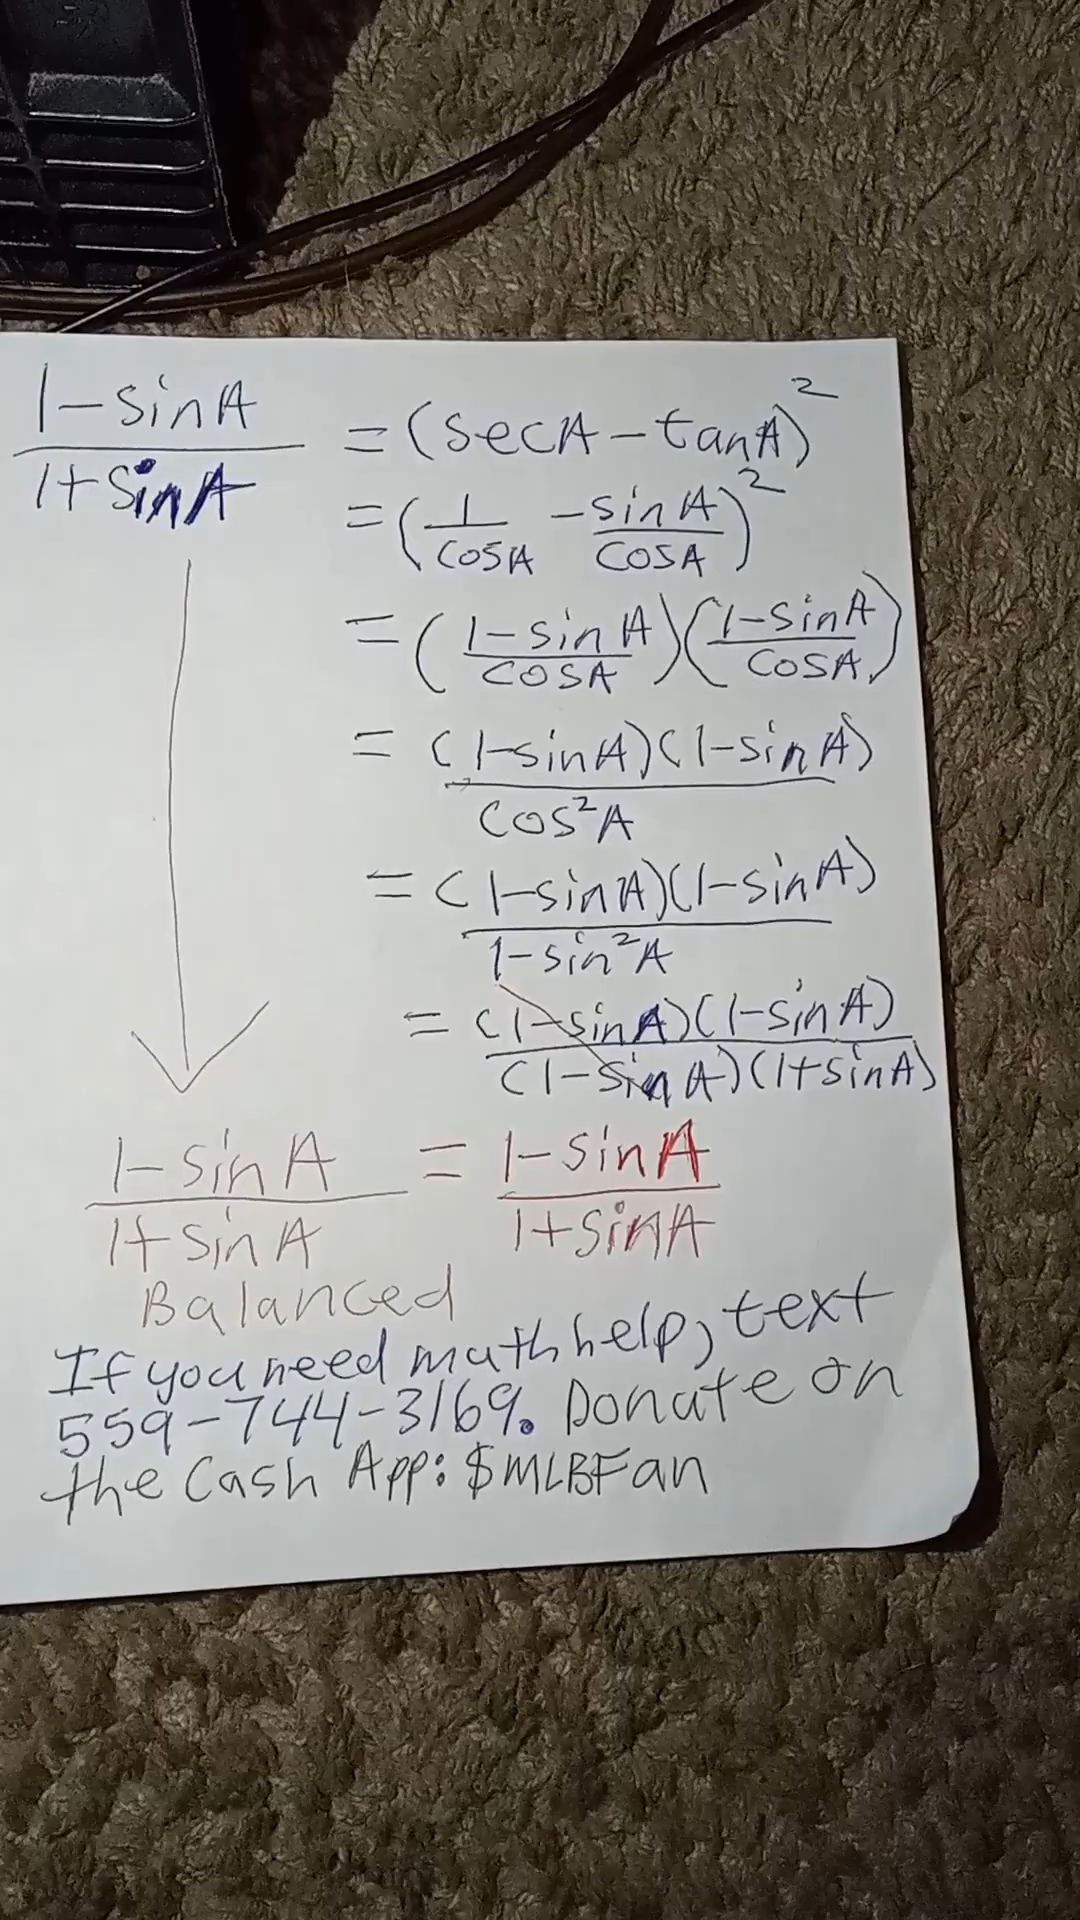 1-sinA
1+sinA
=(secA-tanA)²
=(1/cosA -sinA/cosA)²
=(1-sinA/cosA)(1-sinA/cosA)
=(1-sinA)(1-sinA)
cos²A
=(1-sinA)(1-sinA)
1-sin²A
=(1-sinA)(1-sinA)
(1-sinA)(1+sinA)
1-sinA = 1-sinA
1+sinA 1+sinA
Balanced
If you need math help, text
559-744-3169. Donate on
the Cash App: $MLBFan